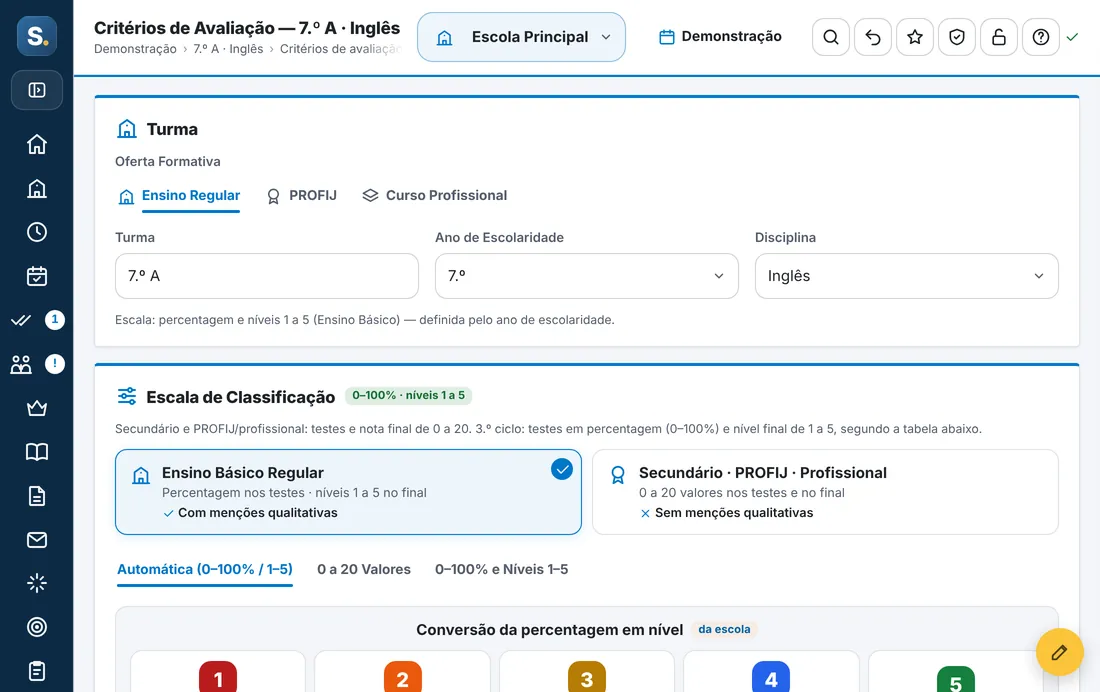 S.
Critérios de Avaliação — 7.º A · Inglês
Demonstração › 7.º A · Inglês › Critérios de avaliação
Escola Principal
Demonstração
1
!
Turma
Oferta Formativa
Ensino Regular
PROFIJ
Curso Profissional
Turma
Ano de Escolaridade
Disciplina
7.º A
7.º
Inglês
Escala: percentagem e níveis 1 a 5 (Ensino Básico) — definida pelo ano de escolaridade.
Escala de Classificação
0–100% · níveis 1 a 5
Secundário e PROFIJ/profissional: testes e nota final de 0 a 20. 3.º ciclo: testes em percentagem (0–100%) e nível final de 1 a 5, segundo a tabela abaixo.
Ensino Básico Regular
Percentagem nos testes · níveis 1 a 5 no final
Com menções qualitativas
Secundário · PROFIJ · Profissional
0 a 20 valores nos testes e no final
Sem menções qualitativas
Automática (0–100% / 1–5)
0 a 20 Valores
0–100% e Níveis 1–5
Conversão da percentagem em nível
da escola
1
2
3
4
5